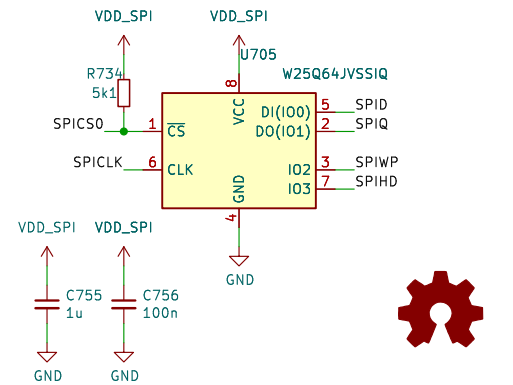 VDD_SPI VDD_SPI
U705
W25Q64JVSSIQ
R734
5k1
8
VCC
SPICS0 1 CS
DI(IO0) 5 SPID
DO(IO1) 2 SPIQ
SPICLK 6 CLK
IO2 3 SPIWP
IO3 7 SPIHD
GND
4
GND
VDD_SPI VDD_SPI
C755 C756
1u 100n
GND GND